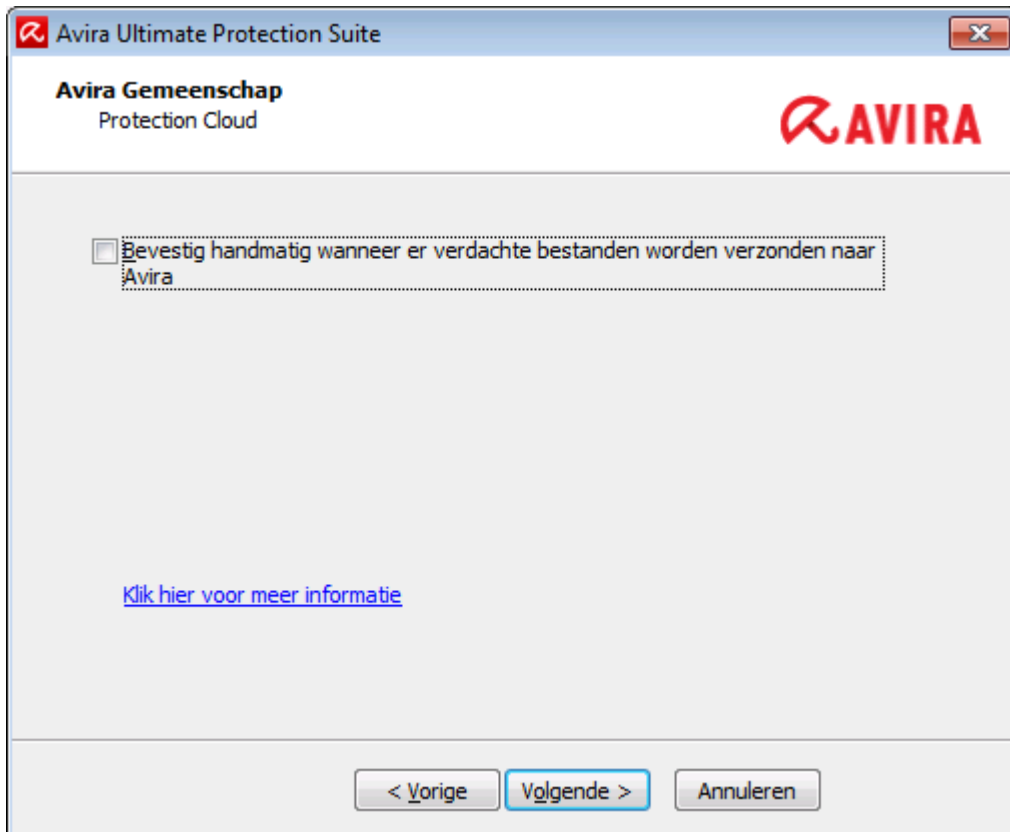 Avira Ultimate Protection Suite
Avira Gemeenschap
Protection Cloud
AVIRA
Bevestig handmatig wanneer er verdachte bestanden worden verzonden naar
Avira
Klik hier voor meer informatie
< Vorige
Volgende >
Annuleren